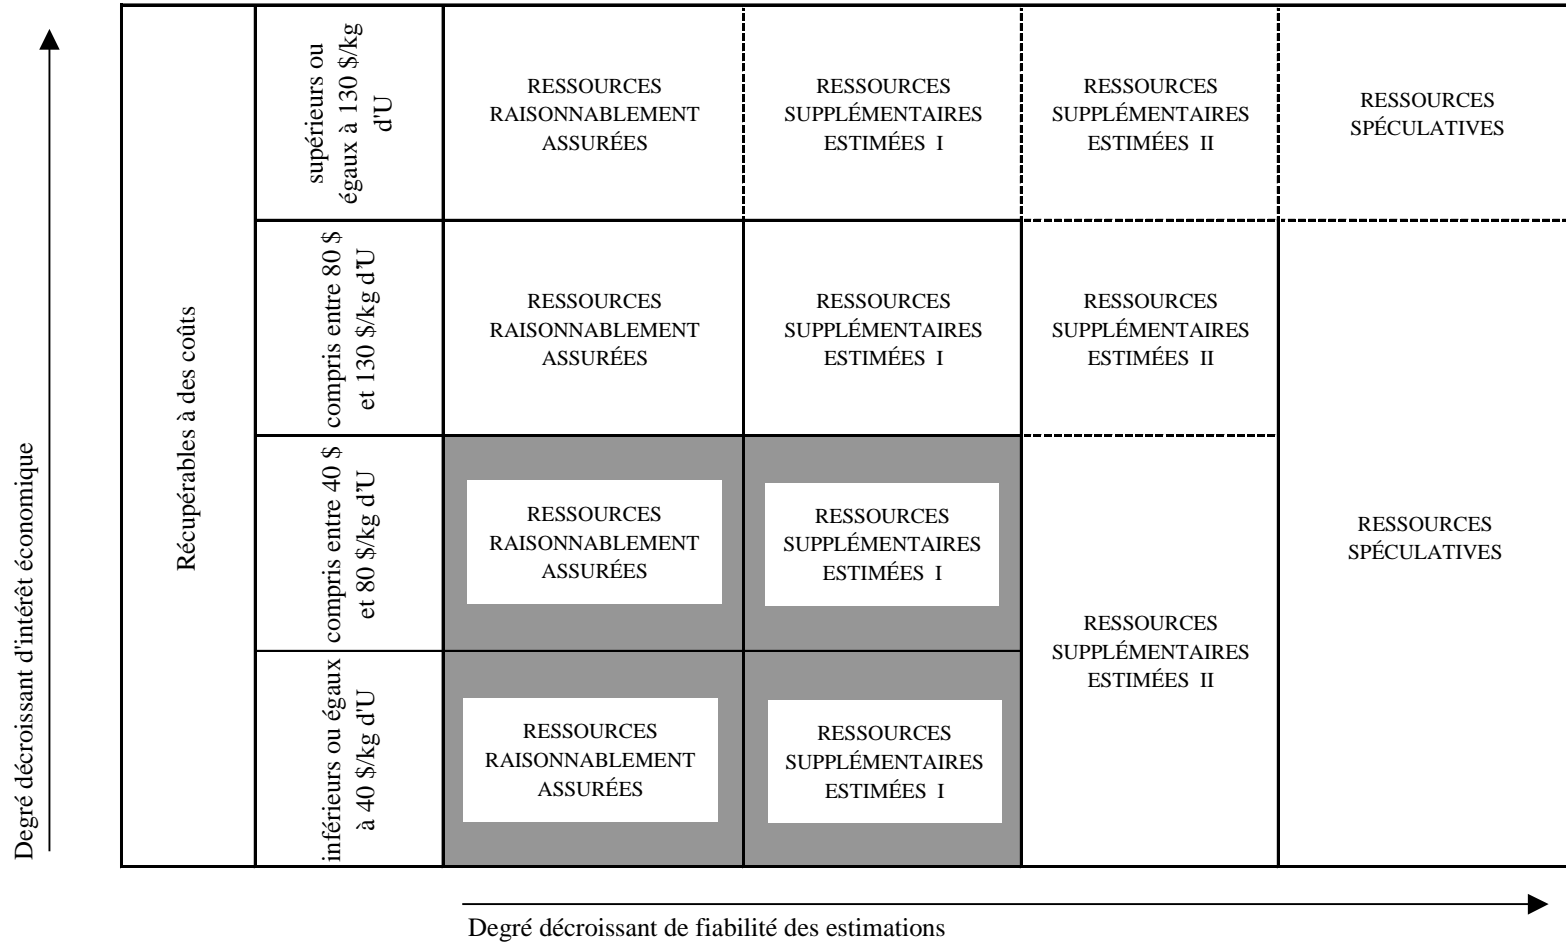 Degré décroissant d'intérêt économique
Récupérables à des coûts
supérieurs ou
égaux à 130 $/kg
d'U
RESSOURCES
RAISONNABLEMENT
ASSURÉES
RESSOURCES
SUPPLÉMENTAIRES
ESTIMÉES I
RESSOURCES
SUPPLÉMENTAIRES
ESTIMÉES II
RESSOURCES
SPÉCULATIVES
compris entre 80 $
et 130 $/kg d'U
RESSOURCES
RAISONNABLEMENT
ASSURÉES
RESSOURCES
SUPPLÉMENTAIRES
ESTIMÉES I
RESSOURCES
SUPPLÉMENTAIRES
ESTIMÉES II
compris entre 40 $
et 80 $/kg d'U
RESSOURCES
RAISONNABLEMENT
ASSURÉES
RESSOURCES
SUPPLÉMENTAIRES
ESTIMÉES I
RESSOURCES
SUPPLÉMENTAIRES
ESTIMÉES II
RESSOURCES
SPÉCULATIVES
inférieurs ou égaux
à 40 $/kg d'U
RESSOURCES
RAISONNABLEMENT
ASSURÉES
RESSOURCES
SUPPLÉMENTAIRES
ESTIMÉES I
Degré décroissant de fiabilité des estimations